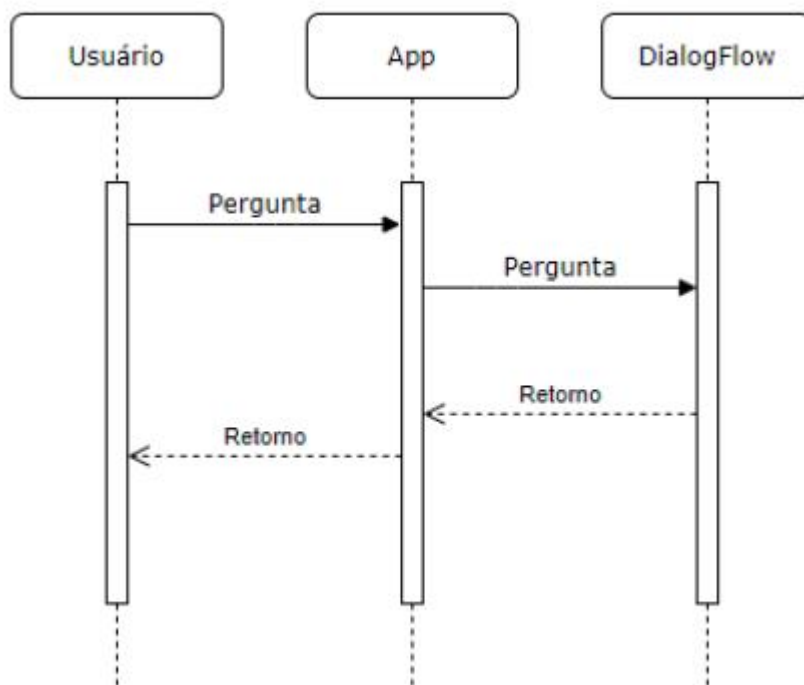 Usuário
App
DialogFlow
Pergunta
Pergunta
Retorno
Retorno